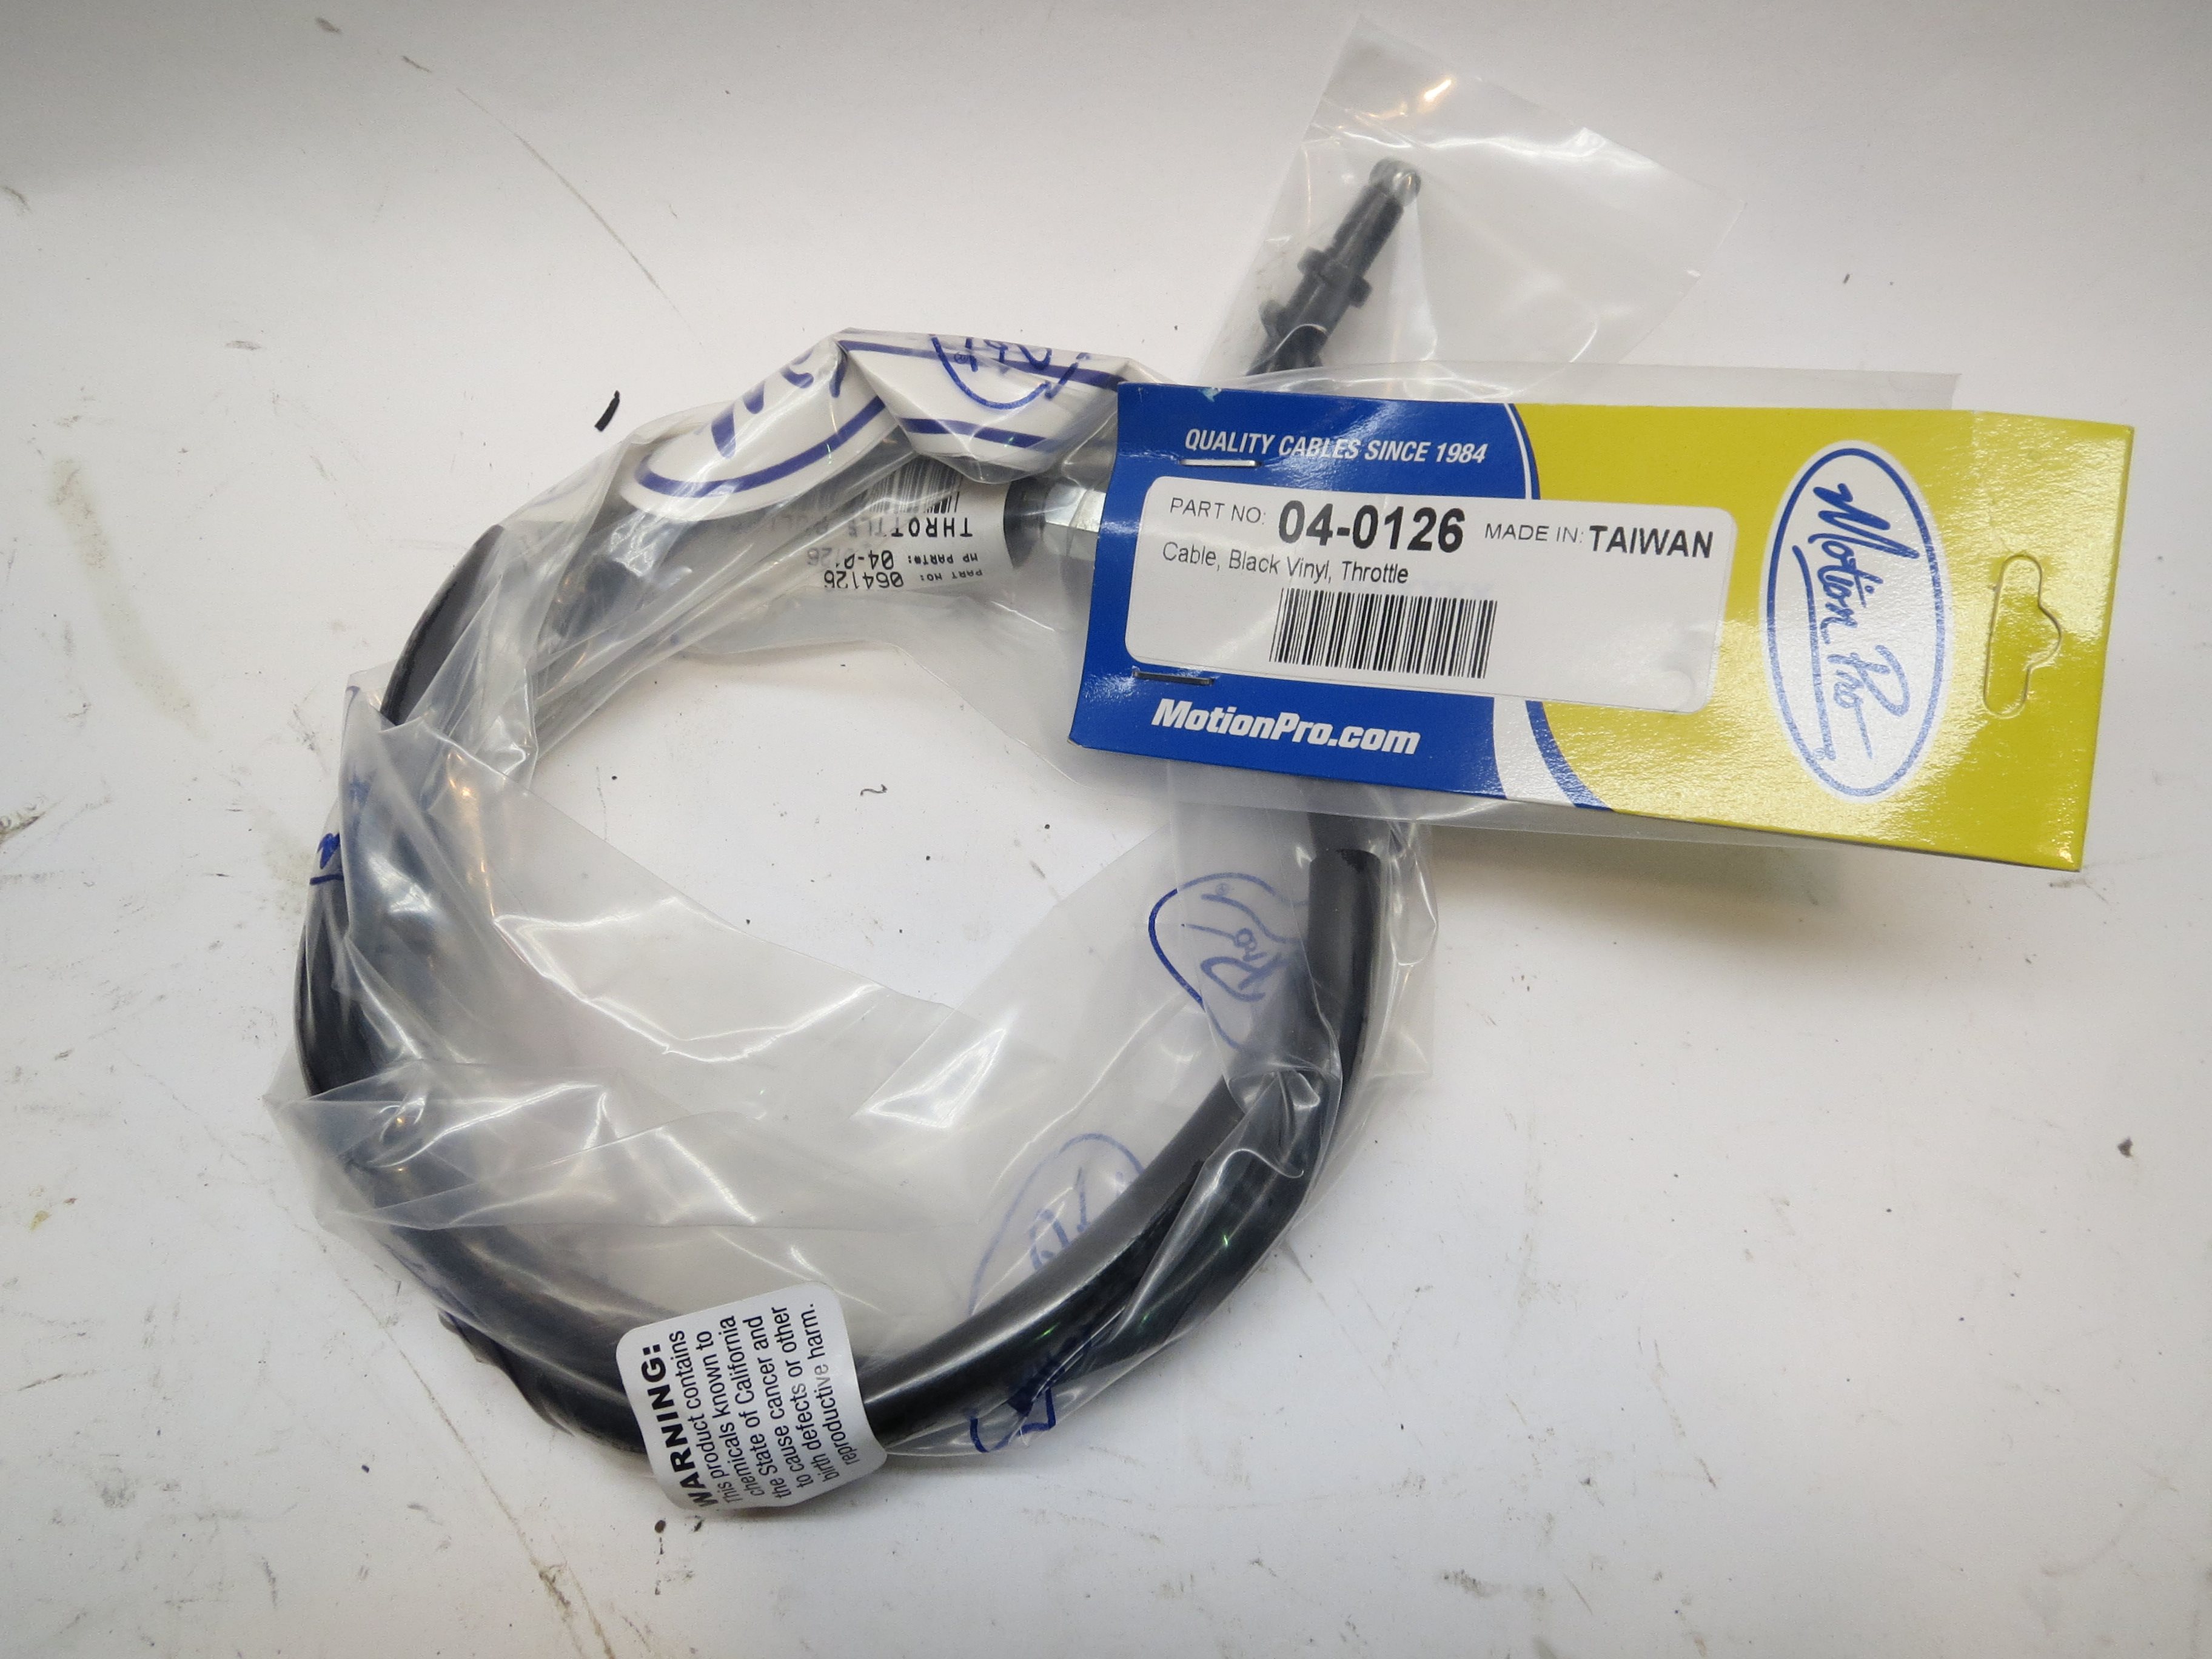 QUALITY CABLES SINCE 1984
PART NO: 04-0126 MADE IN: TAIWAN
Cable, Black Vinyl, Throttle
MotionPro.com
Motion Pro
PART NO: 064126
MP PART#: 04-0126
THROTTLE
WARNING:
This product contains
chemicals known to
the State of California
to cause cancer and
birth defects or other
reproductive harm.